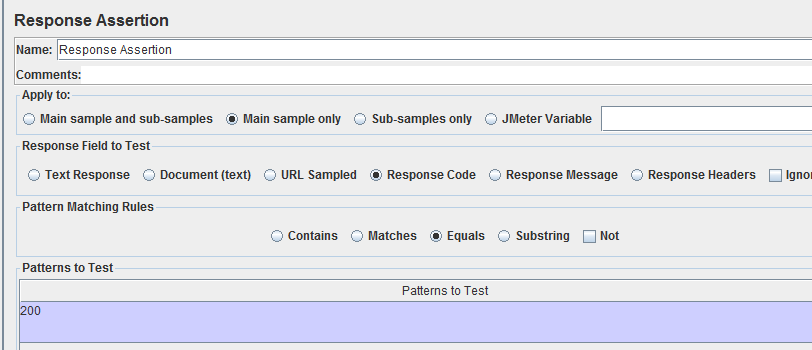 Response Assertion
Name: Response Assertion
Comments:
Apply to:
Main sample and sub-samples Main sample only Sub-samples only JMeter Variable
Response Field to Test
Text Response Document (text) URL Sampled Response Code Response Message Response Headers
Pattern Matching Rules
Contains Matches Equals Substring Not
Patterns to Test
Patterns to Test
200